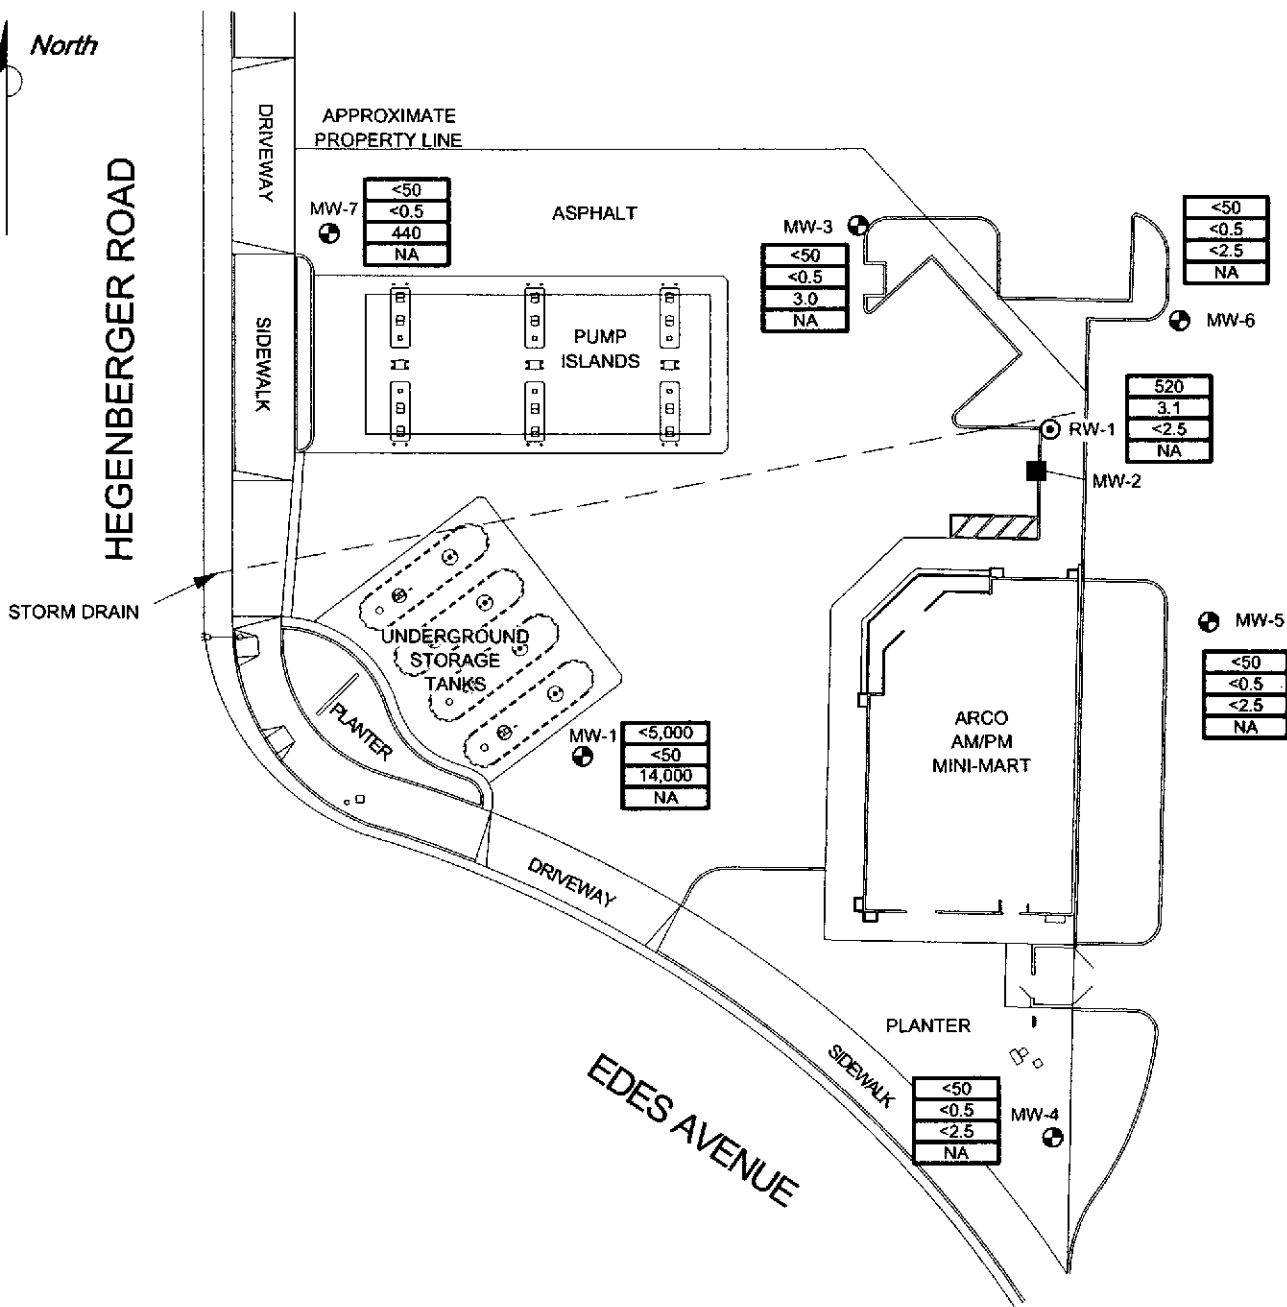 North
HEGENBERGER ROAD
DRIVEWAY
APPROXIMATE
PROPERTY LINE
MW-7
<50
<0.5
440
NA
ASPHALT
MW-3
<50
<0.5
3.0
NA
<50
<0.5
<2.5
NA
MW-6
SIDEWALK
PUMP
ISLANDS
520
3.1
<2.5
NA
RW-1
MW-2
STORM DRAIN
UNDERGROUND
STORAGE
TANKS
PLANTER
MW-1
<5,000
<50
14,000
NA
MW-5
<50
<0.5
<2.5
NA
ARCO
AM/PM
MINI-MART
DRIVEWAY
PLANTER
SIDEWALK
EDES AVENUE
<50
<0.5
<2.5
NA
MW-4